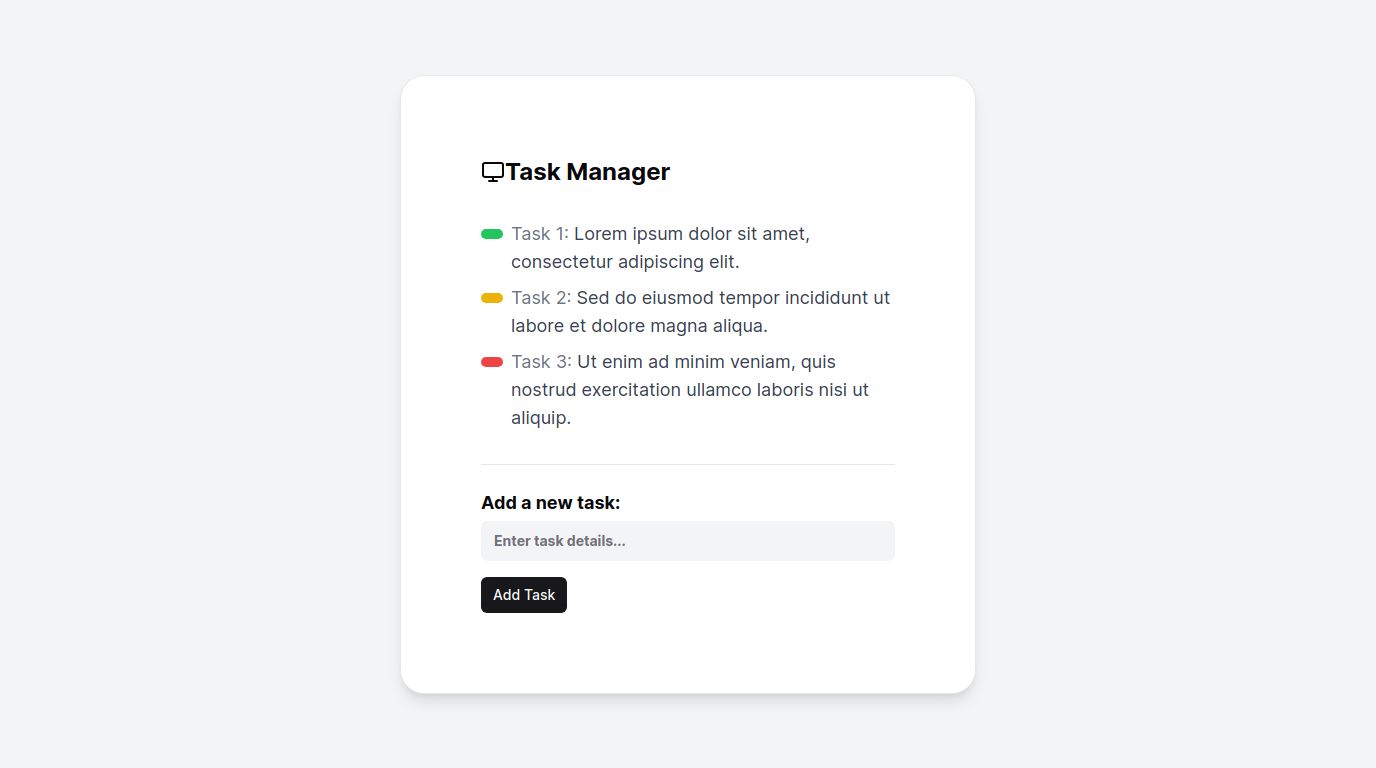 Task Manager
Task 1: Lorem ipsum dolor sit amet,
consectetur adipiscing elit.
Task 2: Sed do eiusmod tempor incididunt ut
labore et dolore magna aliqua.
Task 3: Ut enim ad minim veniam, quis
nostrud exercitation ullamco laboris nisi ut
aliquip.
Add a new task:
Enter task details...
Add Task